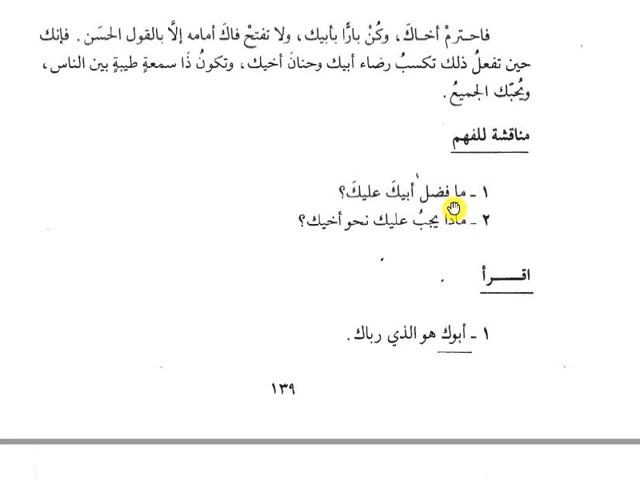 فاحترمْ أخاكَ، وكُنْ بارًّا بأبيك، ولا تفتحْ فاكَ أمامه إلَّا بالقول الحسَن. فإنك
حين تفعلُ ذلك تكسبُ رضاء أبيك وحنانَ أخيك، وتكونُ ذَا سمعةٍ طيبةٍ بين الناس،
ويُحبّك الجميعُ.
مناقشة للفهم
١ - ما فضلُ أبيكَ عليكَ؟
٢ - ماذا يجبُ عليك نحو أخيك؟
اقـــرأ
١ - أبوك هو الذي رباك.
١٣٩